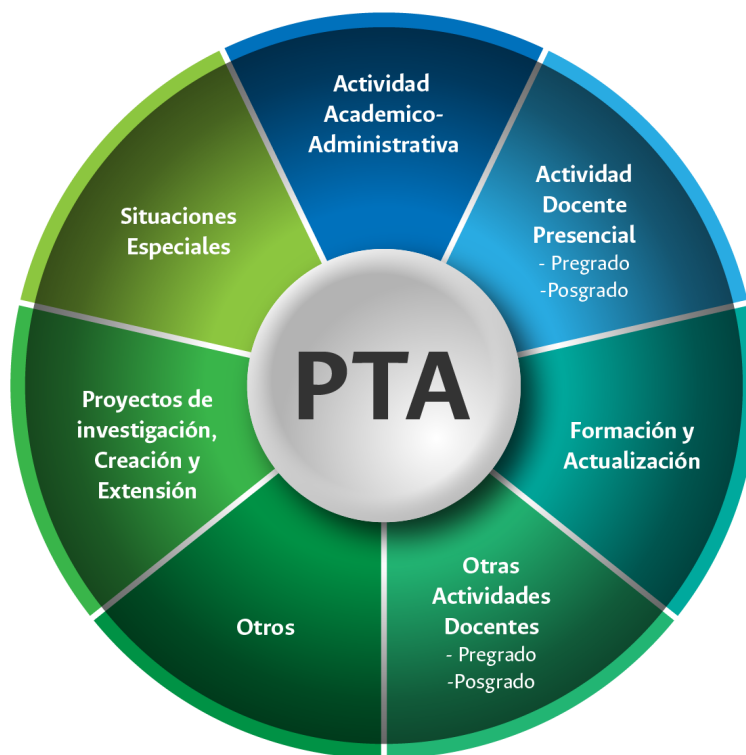 Actividad
Academico-
Administrativa
Actividad
Docente
Presencial
- Pregrado
-Posgrado
Formación y
Actualización
Otras
Actividades
Docentes
- Pregrado
-Posgrado
Otros
Proyectos de
investigación,
Creación y
Extensión
Situaciones
Especiales
PTA